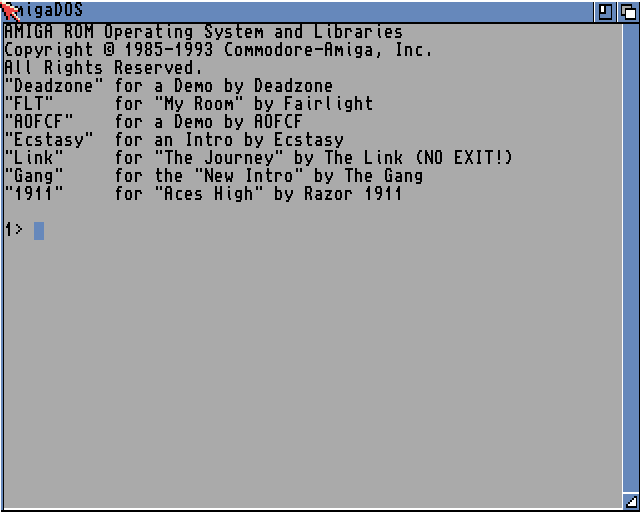 AmigaDOS
AMIGA ROM Operating System and Libraries
Copyright © 1985-1993 Commodore-Amiga, Inc.
All Rights Reserved.
"Deadzone" for a Demo by Deadzone
"FLT"      for "My Room" by Fairlight
"AOFCF"    for a Demo by AOFCF
"Ecstasy"  for an Intro by Ecstasy
"Link"     for "The Journey" by The Link (NO EXIT!)
"Gang"     for the "New Intro" by The Gang
"1911"     for "Aces High" by Razor 1911
1>